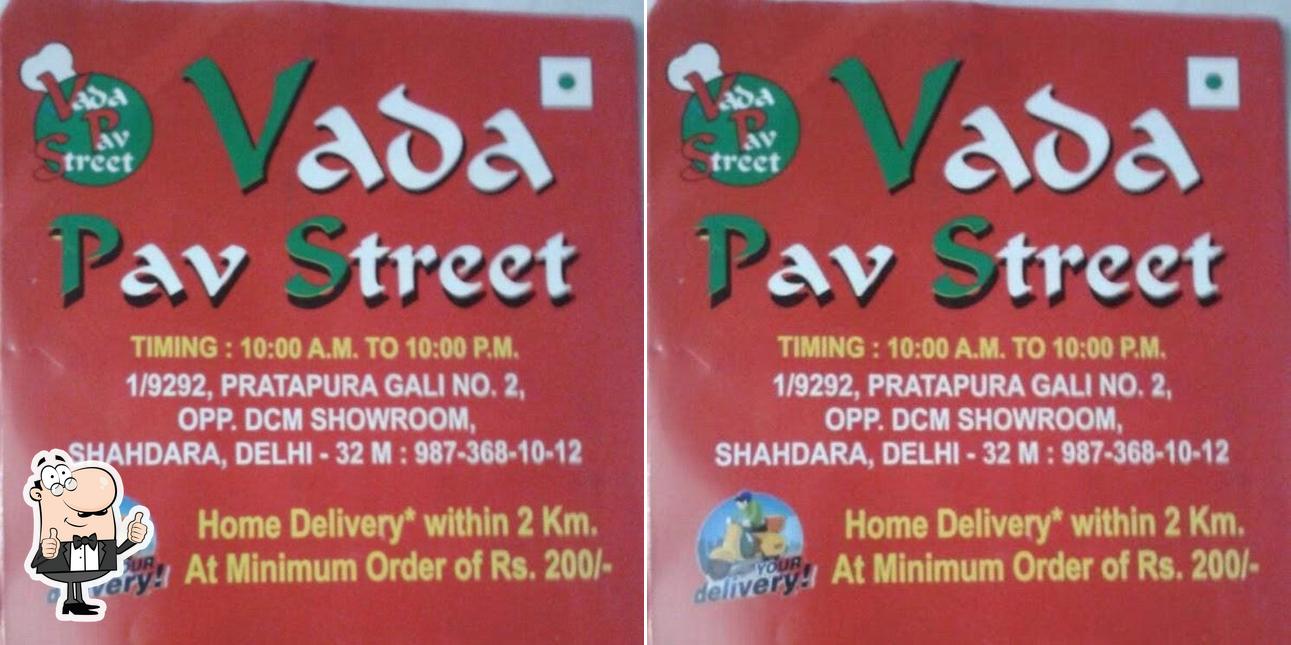 Vada
Pav
Street
Vada
Pav Street
TIMING : 10:00 A.M. TO 10:00 P.M.
1/9292, PRATAPURA GALI NO. 2,
OPP. DCM SHOWROOM,
SHAHDARA, DELHI - 32 M : 987-368-10-12
Home Delivery* within 2 Km.
At Minimum Order of Rs. 200/-
YOUR
delivery!
Vada
Pav
Street
Vada
Pav Street
TIMING : 10:00 A.M. TO 10:00 P.M.
1/9292, PRATAPURA GALI NO. 2,
OPP. DCM SHOWROOM,
SHAHDARA, DELHI - 32 M : 987-368-10-12
Home Delivery* within 2 Km.
At Minimum Order of Rs. 200/-
YOUR
delivery!